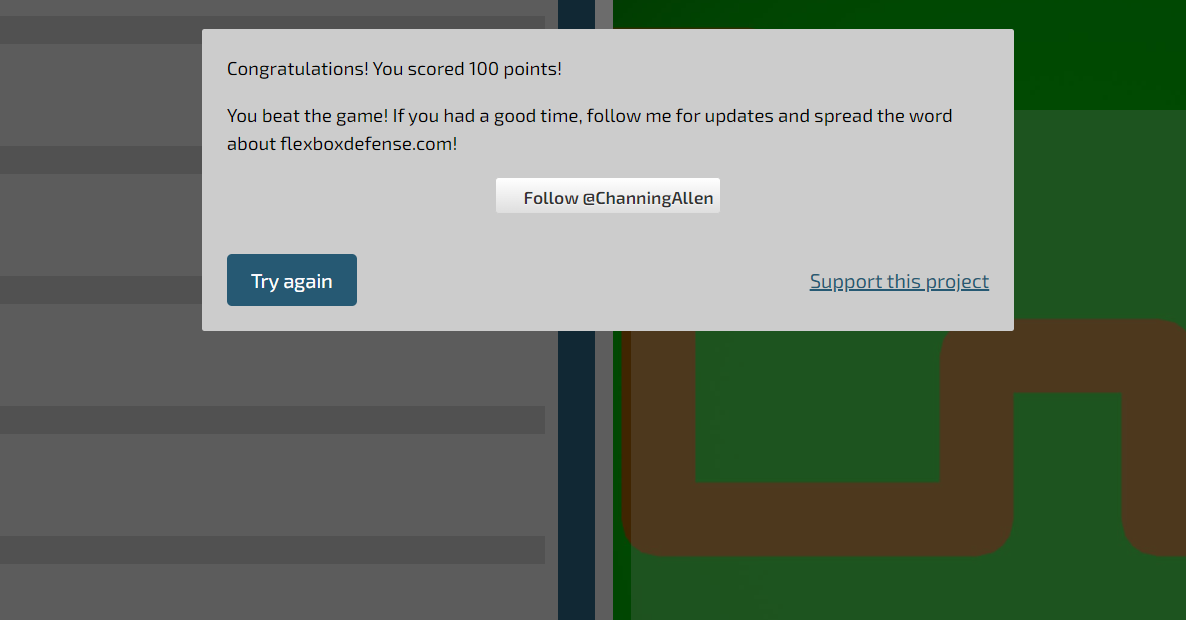 Congratulations! You scored 100 points!
You beat the game! If you had a good time, follow me for updates and spread the word
about flexboxdefense.com!
Follow @ChanningAllen
Try again
Support this project